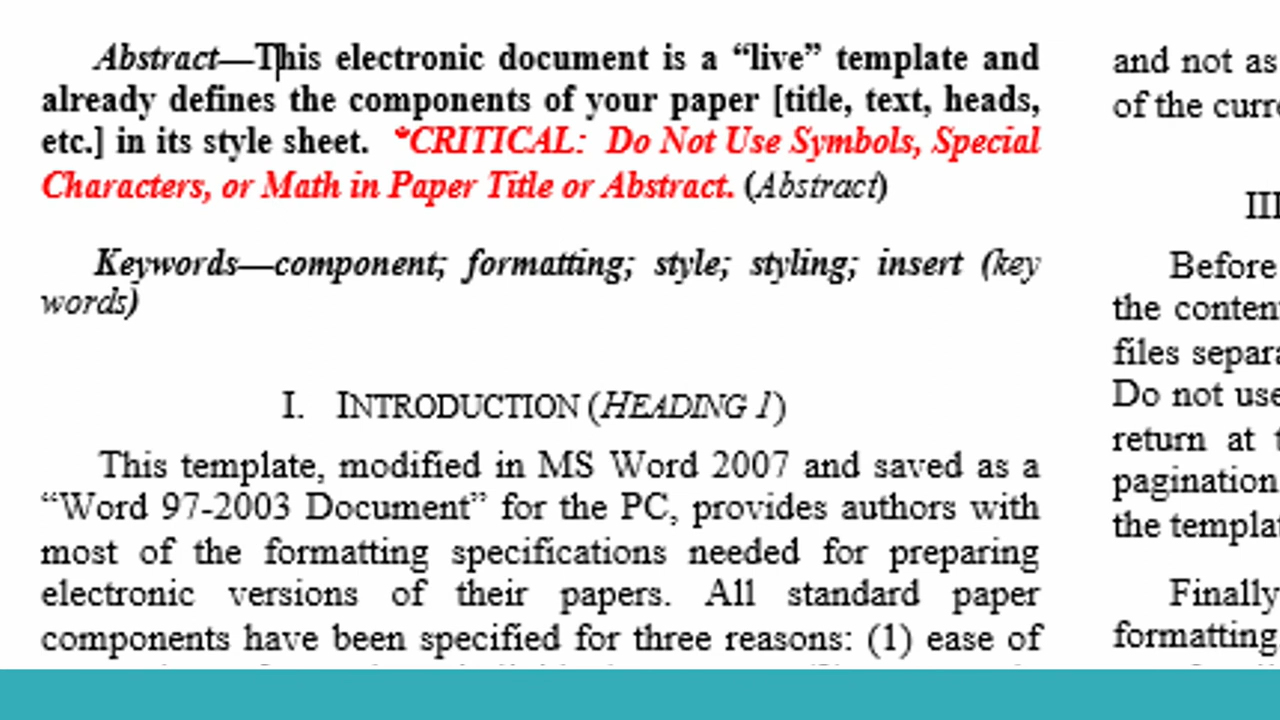 Abstract—This electronic document is a “live” template and
already defines the components of your paper [title, text, heads,
etc.] in its style sheet. *CRITICAL: Do Not Use Symbols, Special
Characters, or Math in Paper Title or Abstract. (Abstract)
Keywords—component; formatting; style; styling; insert (key
words)
I. INTRODUCTION (HEADING 1)
This template, modified in MS Word 2007 and saved as a
“Word 97-2003 Document” for the PC, provides authors with
most of the formatting specifications needed for preparing
electronic versions of their papers. All standard paper
components have been specified for three reasons: (1) ease of
and not as
of the
III
Before
the
files
Do not use
return at
pagination
the
Finally
formatting